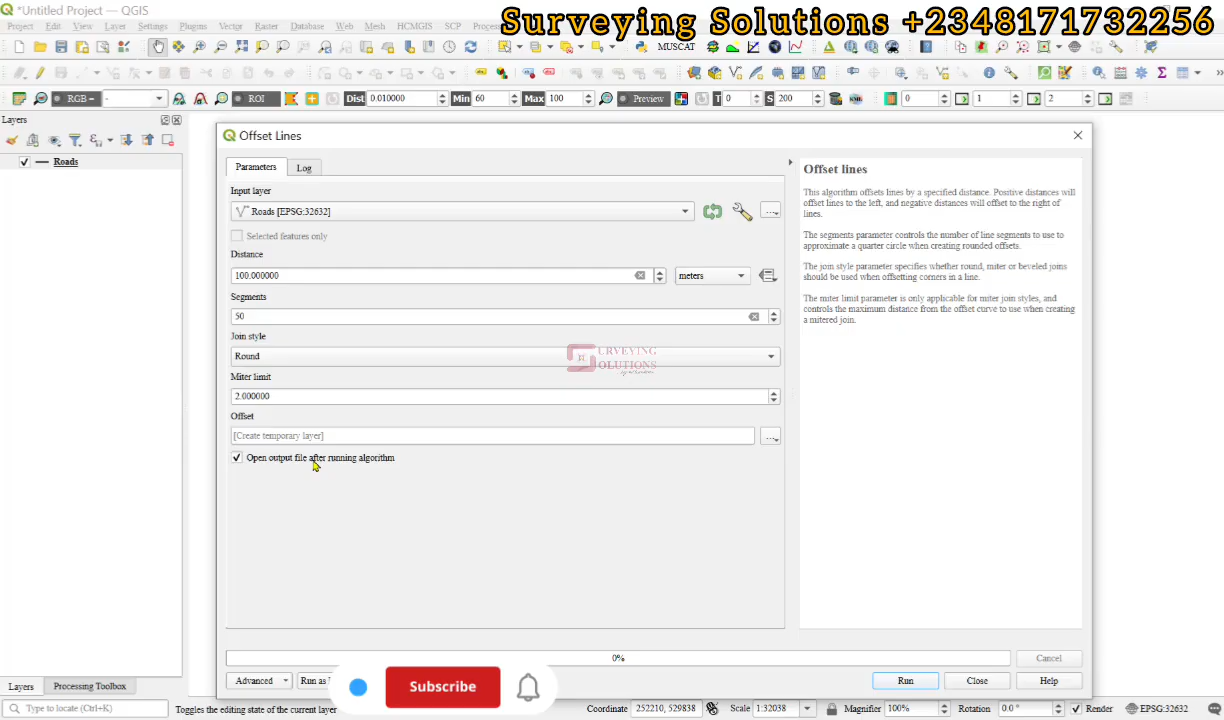 *Untitled Project — QGIS
Surveying Solutions +2348171732256
Project Edit View Layer Settings Plugins Vector Raster Database Web Mesh HCMGIS SCP Proces
MUSCAT
RGB = - ROI Dist 0.010000 Min 60 Max 100 Preview T 0 S 200 0 1 2
Layers
Roads
Offset Lines
Parameters Log
Input layer
Roads [EPSG:32632]
Selected features only
Distance
100.000000 meters
Segments
50
Join style
Round
Miter limit
2.000000
Offset
[Create temporary layer]
Open output file after running algorithm
Offset lines
This algorithm offsets lines by a specified distance. Positive distances will
offset lines to the left, and negative distances will offset to the right of
lines.
The segments parameter controls the number of line segments to use to
approximate a quarter circle when creating rounded offsets.
The join style parameter specifies whether round, miter or beveled joins
should be used when offsetting corners in a line.
The miter limit parameter is only applicable for miter join styles, and
controls the maximum distance from the offset curve to use when creating
a mitered join.
SURVEYING
SOLUTIONS
0%
Cancel
Advanced Run as Run Close Help
Subscribe
Layers Processing Toolbox
Type to locate (Ctrl+K) Toggles the editing state of the current layer Coordinate 252210, 529838 Scale 1:32038 Magnifier 100% Rotation 0.0 ° Render EPSG:32632